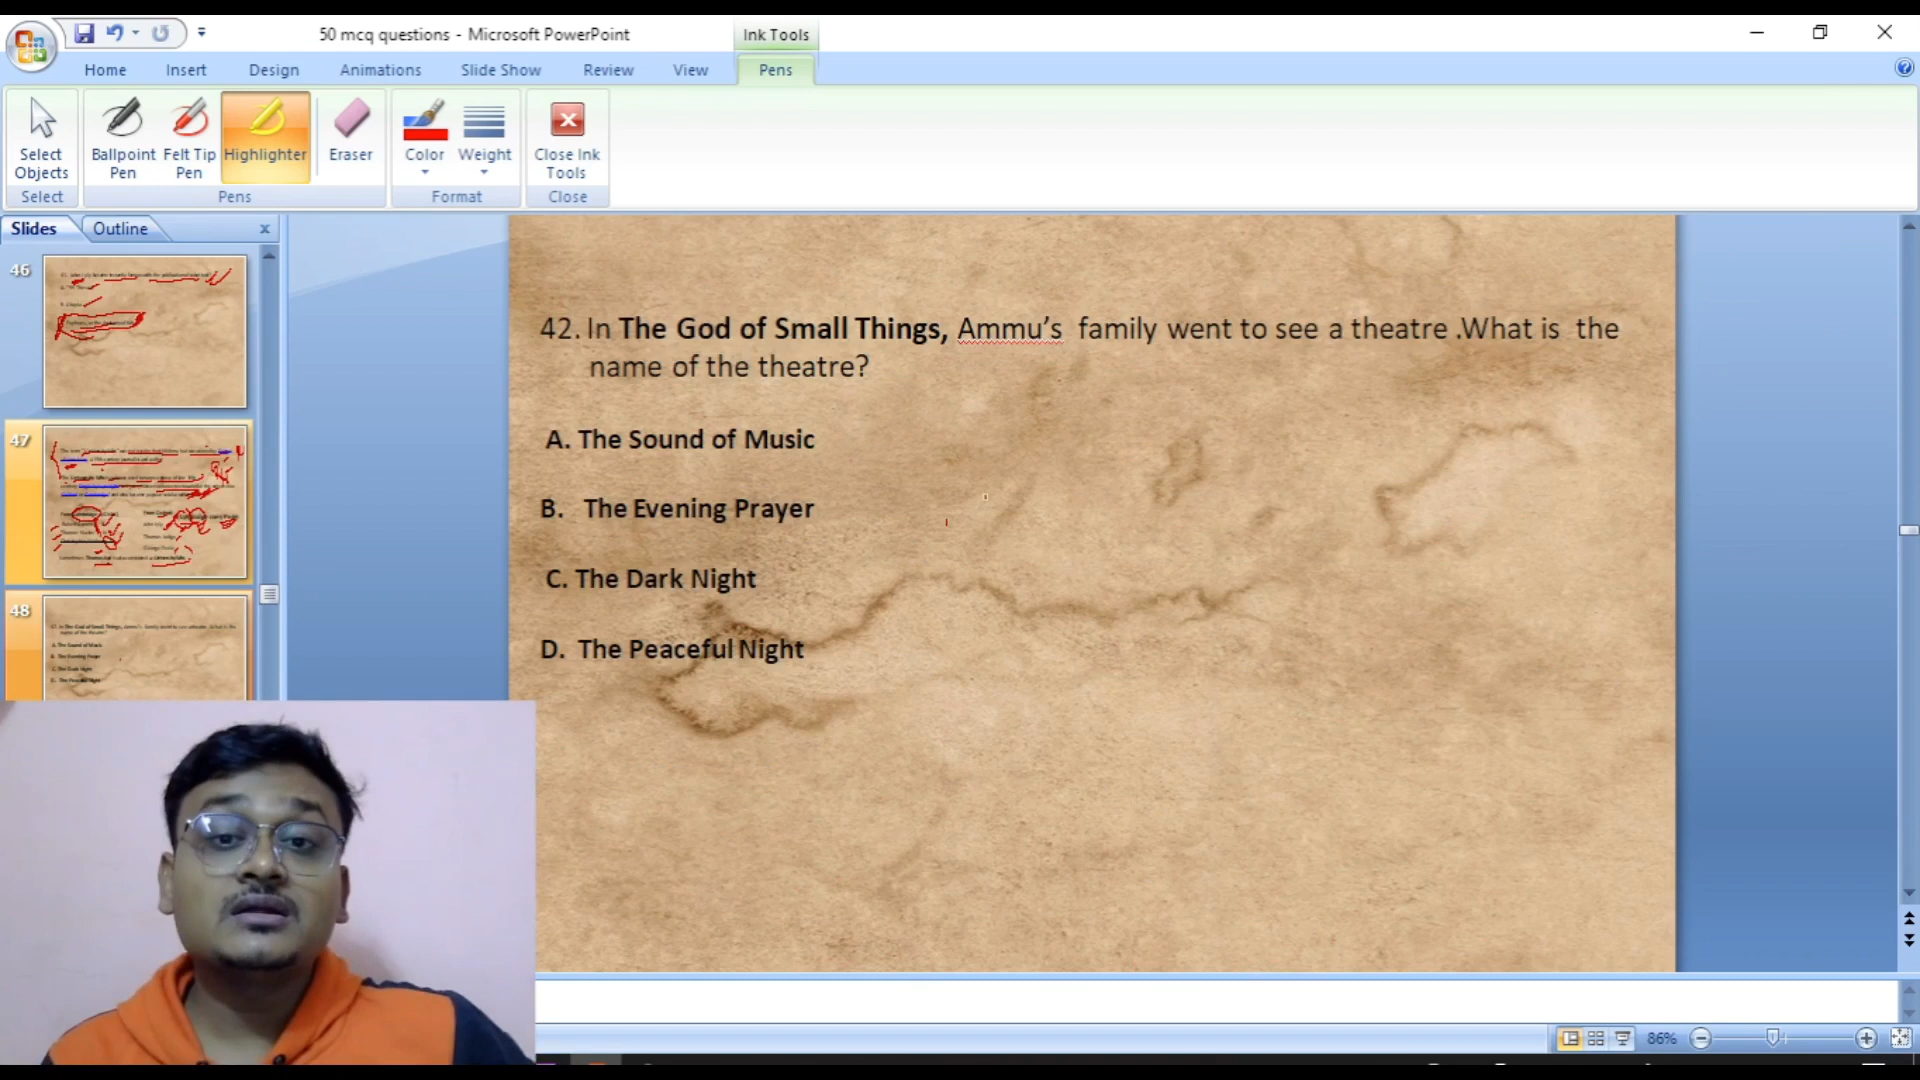 50 mcq questions - Microsoft PowerPoint
Ink Tools
Home Insert Design Animations Slide Show Review View Pens
Select Objects
Ballpoint Pen
Felt Tip Pen
Highlighter
Eraser
Color
Weight
Close Ink Tools
Select
Pens
Format
Close
Slides
Outline
x
46
47
48
42. In The God of Small Things, Ammu's family went to see a theatre .What is the
name of the theatre?
A. The Sound of Music
B. The Evening Prayer
C. The Dark Night
D. The Peaceful Night
86%